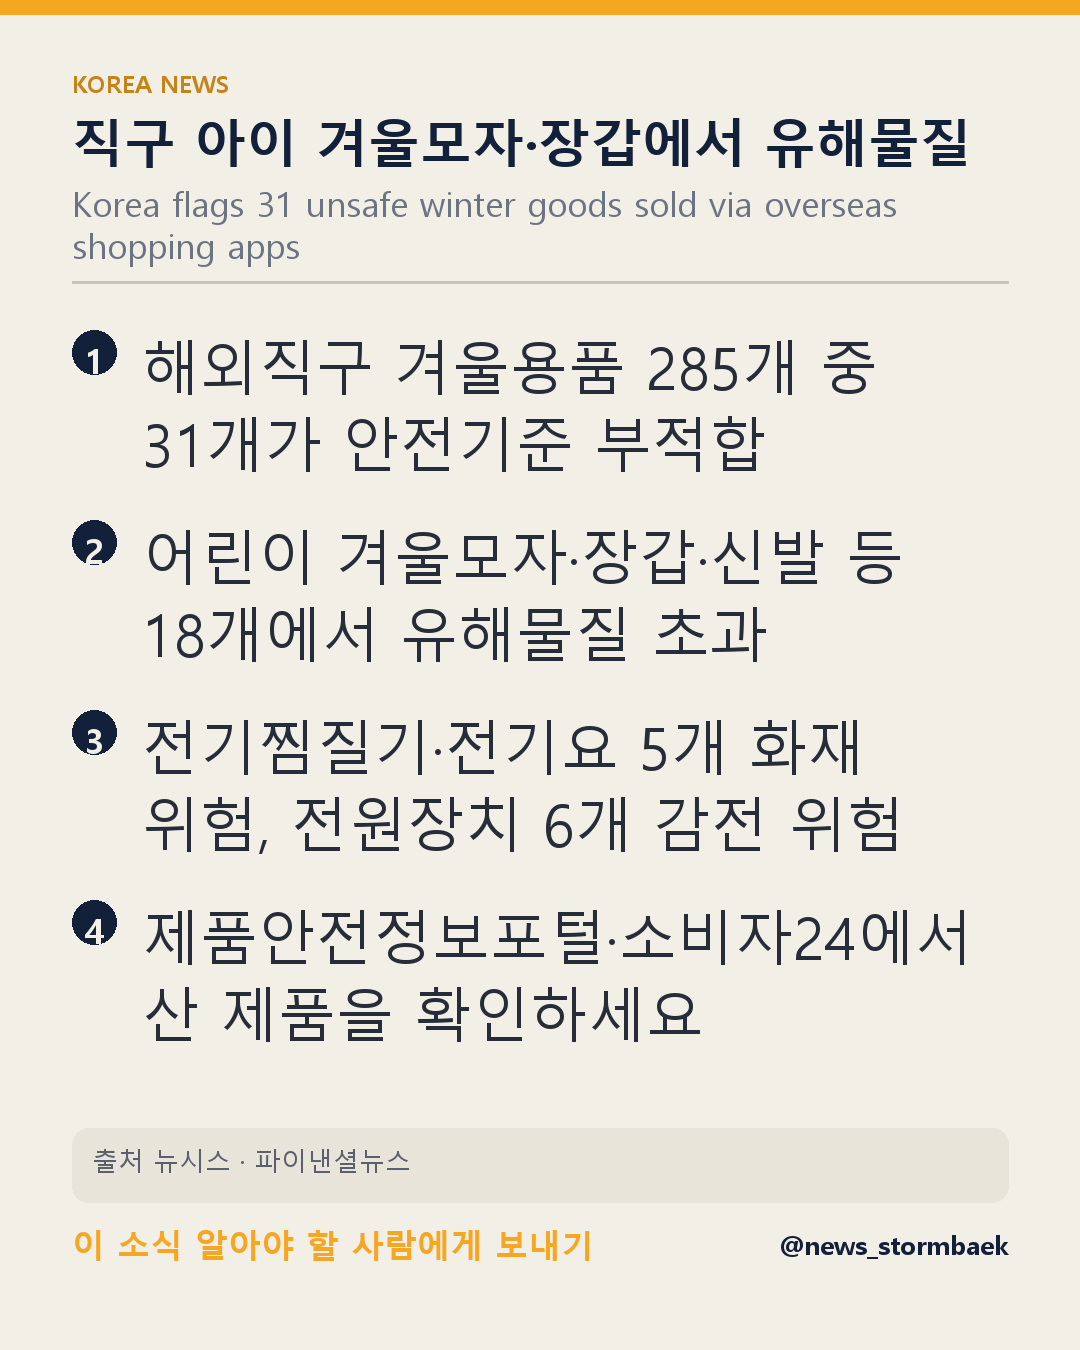 KOREA NEWS
직구 아이 겨울모자·장갑에서 유해물질
Korea flags 31 unsafe winter goods sold via overseas
shopping apps
1 해외직구 겨울용품 285개 중
31개가 안전기준 부적합
2 어린이 겨울모자·장갑·신발 등
18개에서 유해물질 초과
3 전기찜질기·전기요 5개 화재
위험, 전원장치 6개 감전 위험
4 제품안전정보포털·소비자24에서
산 제품을 확인하세요
출처 뉴시스 · 파이낸셜뉴스
이 소식 알아야 할 사람에게 보내기
@news_stormbaek